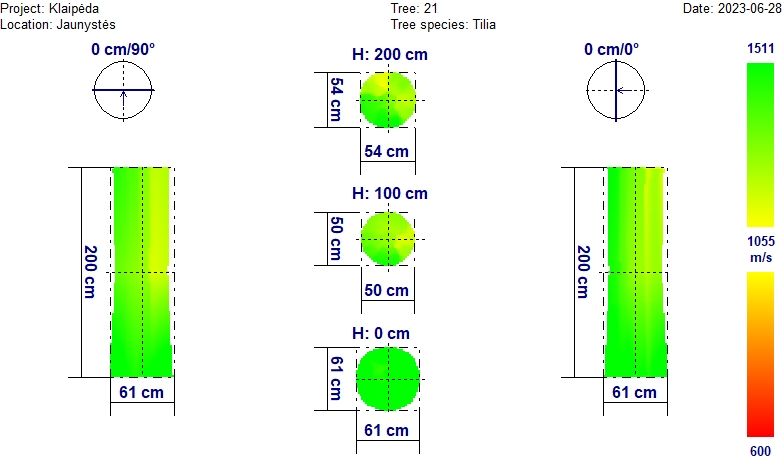 Project: Klaipėda
Tree: 21
Date: 2023-06-28
Location: Jaunystės
Tree species: Tilia
0 cm/90°
H: 200 cm
0 cm/0°
1511
54 cm
54 cm
H: 100 cm
50 cm
50 cm
1055
m/s
200 cm
200 cm
H: 0 cm
61 cm
61 cm
61 cm
61 cm
600